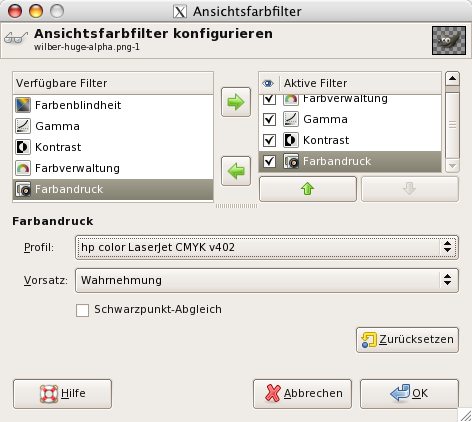 Ansichtsfarbfilter
Ansichtsfarbfilter konfigurieren
wilber-huge-alpha.png-1
Verfügbare Filter
Farbenblindheit
Gamma
Kontrast
Farbverwaltung
Farbandruck
Aktive Filter
Farbverwaltung
Gamma
Kontrast
Farbandruck
Farbandruck
Profil: hp color LaserJet CMYK v402
Vorsatz: Wahrnehmung
Schwarzpunkt-Abgleich
Zurücksetzen
Hilfe
Abbrechen
OK